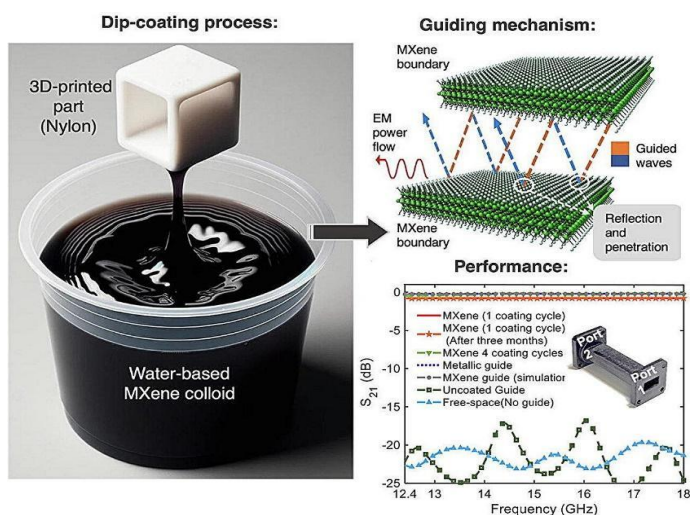 Dip-coating process:
3D-printed
part
(Nylon)
Water-based
MXene colloid
Guiding mechanism:
MXene
boundary
EM
power
flow
Guided
waves
MXene
boundary
Reflection
and
penetration
Performance:
0
-5
-10
-15
-20
-25
S21 (dB)
MXene (1 coating cycle)
MXene (1 coating cycle)
(After three months)
MXene 4 coating cycles
Metallic guide
MXene guide (simulation
Uncoated Guide
Free-space(No guide)
Port
2
Port
1
12.4 13 14 15 16 17 18
Frequency (GHz)